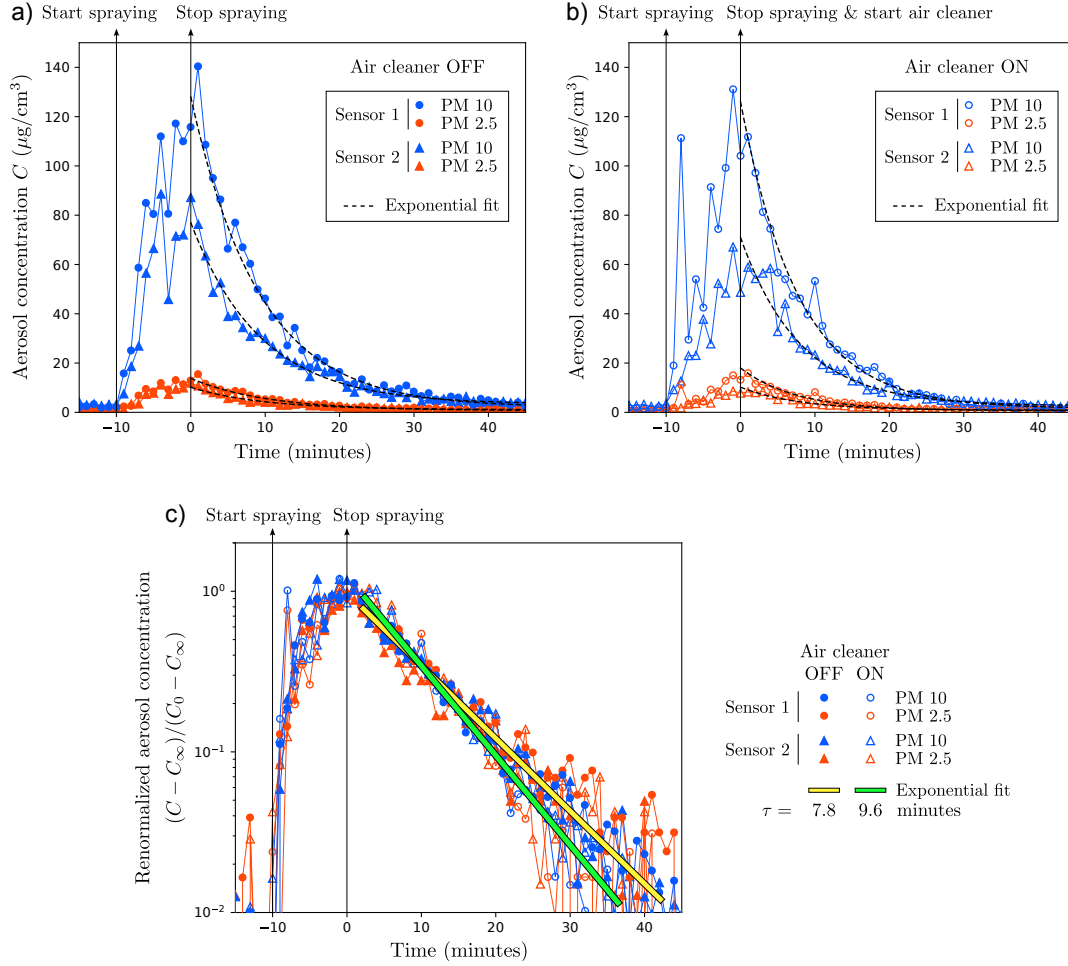 a)
Start spraying
Stop spraying
Air cleaner OFF
Sensor 1
PM 10
PM 2.5
Sensor 2
PM 10
PM 2.5
Exponential fit
Aerosol concentration C (μg/cm³)
140
120
100
80
60
40
20
0
−10
0
10
20
30
40
Time (minutes)
b)
Start spraying
Stop spraying & start air cleaner
Air cleaner ON
Sensor 1
PM 10
PM 2.5
Sensor 2
PM 10
PM 2.5
Exponential fit
Aerosol concentration C (μg/cm³)
140
120
100
80
60
40
20
0
−10
0
10
20
30
40
Time (minutes)
c)
Start spraying
Stop spraying
Renormalized aerosol concentration
(C − C∞)/(C₀ − C∞)
10⁰
10⁻¹
10⁻²
−10
0
10
20
30
40
Time (minutes)
Air cleaner
OFF ON
Sensor 1
PM 10
PM 2.5
Sensor 2
PM 10
PM 2.5
Exponential fit
τ = 7.8 9.6 minutes